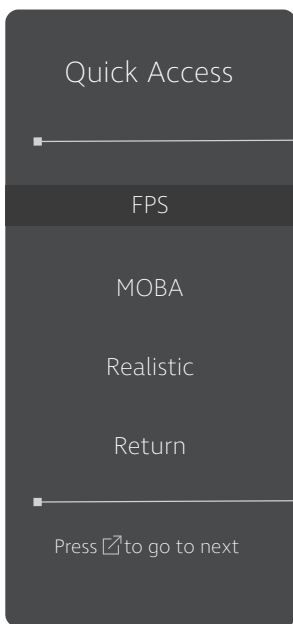 Quick Access
FPS
MOBA
Realistic
Return
Press to go to next